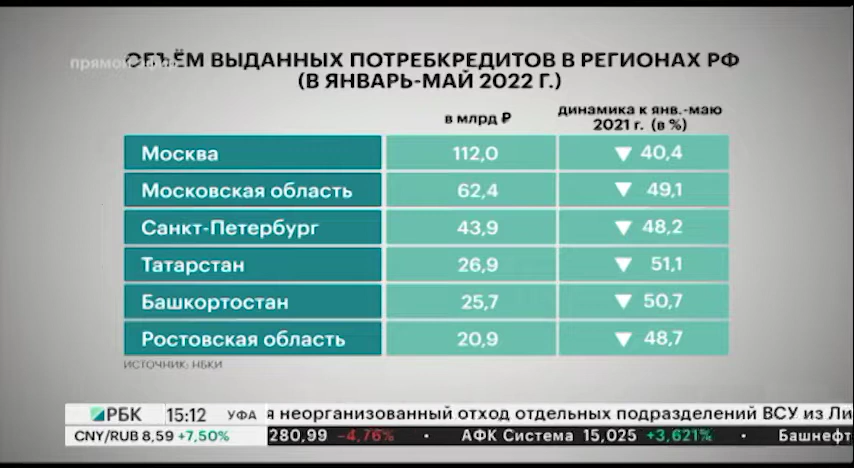 прямой эфир
ОБЪЁМ ВЫДАННЫХ ПОТРЕБКРЕДИТОВ В РЕГИОНАХ РФ
(В ЯНВАРЬ-МАЙ 2022 Г.)
в млрд ₽ динамика к янв.-маю 2021 г. (в %)
Москва 112,0 ▼ 40,4
Московская область 62,4 ▼ 49,1
Санкт-Петербург 43,9 ▼ 48,2
Татарстан 26,9 ▼ 51,1
Башкортостан 25,7 ▼ 50,7
Ростовская область 20,9 ▼ 48,7
ИСТОЧНИК: НБКИ
РБК 15:12 УФА я неорганизованный отход отдельных подразделений ВСУ из Ли
CNY/RUB 8,59 +7,50% 280,99 -4,76% • АФК Система 15,025 +3,621% • Башнефт